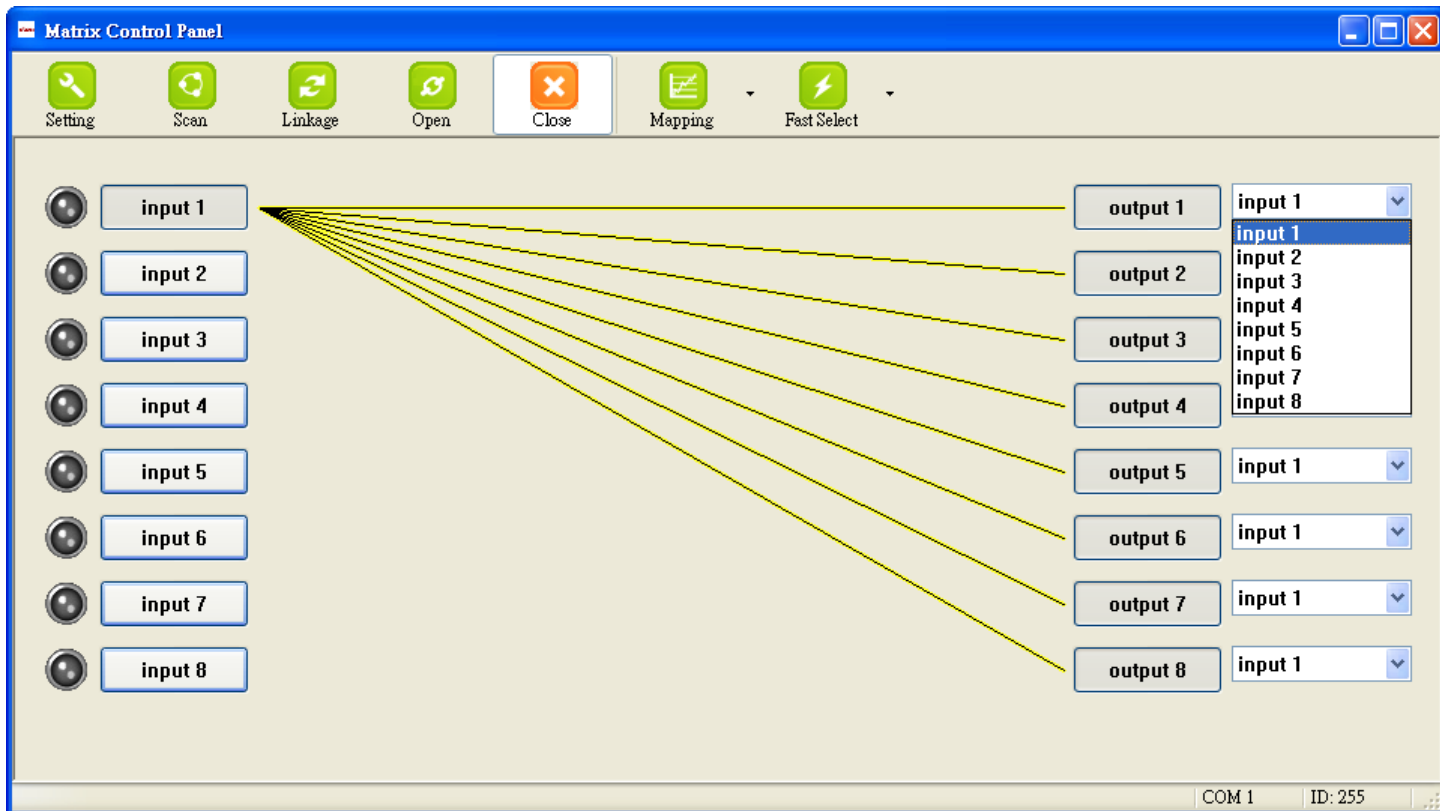 Matrix Control Panel
Setting Scan Linkage Open Close Mapping Fast Select
input 1 output 1 input 1
input 1
input 2 output 2 input 2
input 3
input 3 output 3 input 4
input 5
input 6
input 7
input 4 output 4 input 8
input 5 output 5 input 1
input 6 output 6 input 1
input 7 output 7 input 1
input 8 output 8 input 1
COM 1 ID: 255